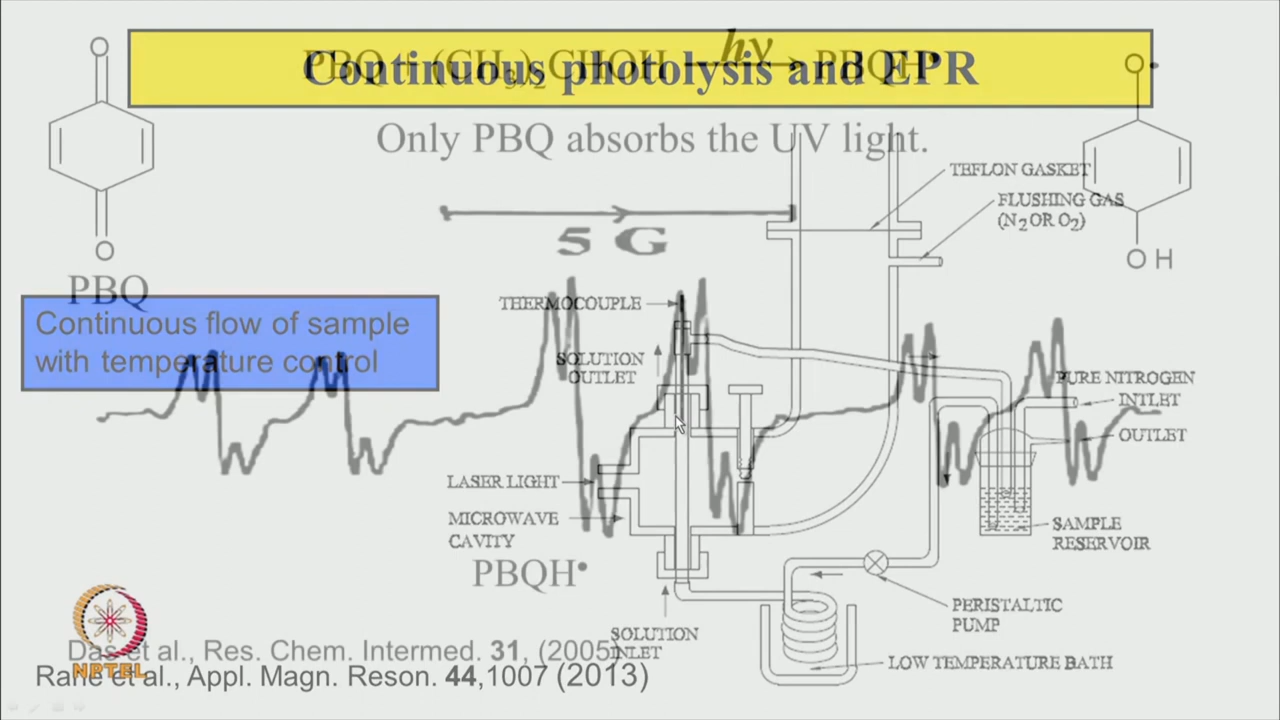 PBQ + (CH3)2CHOH hν PBQH•
Continuous photolysis and EPR
Only PBQ absorbs the UV light.
O
O
PBQ
O•
OH
5 G
TEFLON GASKET
FLUSHING GAS
(N2 OR O2)
THERMOCOUPLE
Continuous flow of sample
with temperature control
SOLUTION
OUTLET
PURE NITROGEN
INTLET
OUTLET
LASER LIGHT
MICROWAVE
CAVITY
SAMPLE
RESERVOIR
PBQH•
PERISTALTIC
PUMP
SOLUTION
INLET
LOW TEMPERATURE BATH
NPTEL
Das et al., Res. Chem. Intermed. 31, (2005)
Rane et al., Appl. Magn. Reson. 44,1007 (2013)